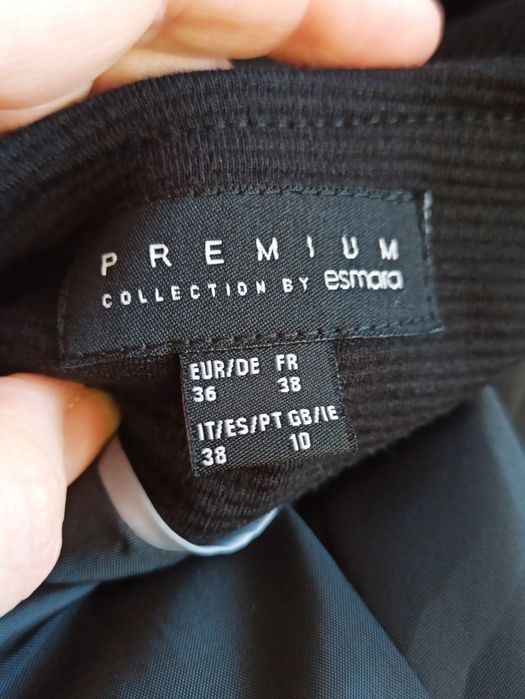 PREMIUM
COLLECTION BY esmara
EUR/DE FR
36 38
IT/ES/PT GB/IE
38 10